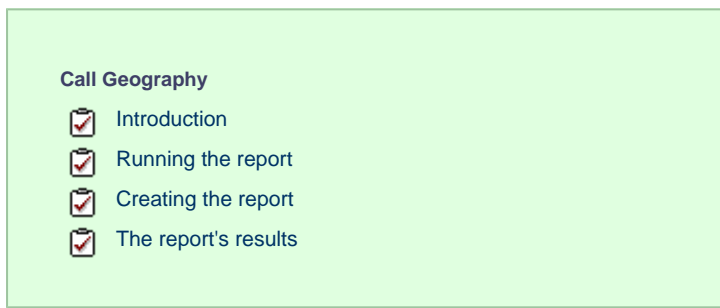 Call Geography
Introduction
Running the report
Creating the report
The report's results